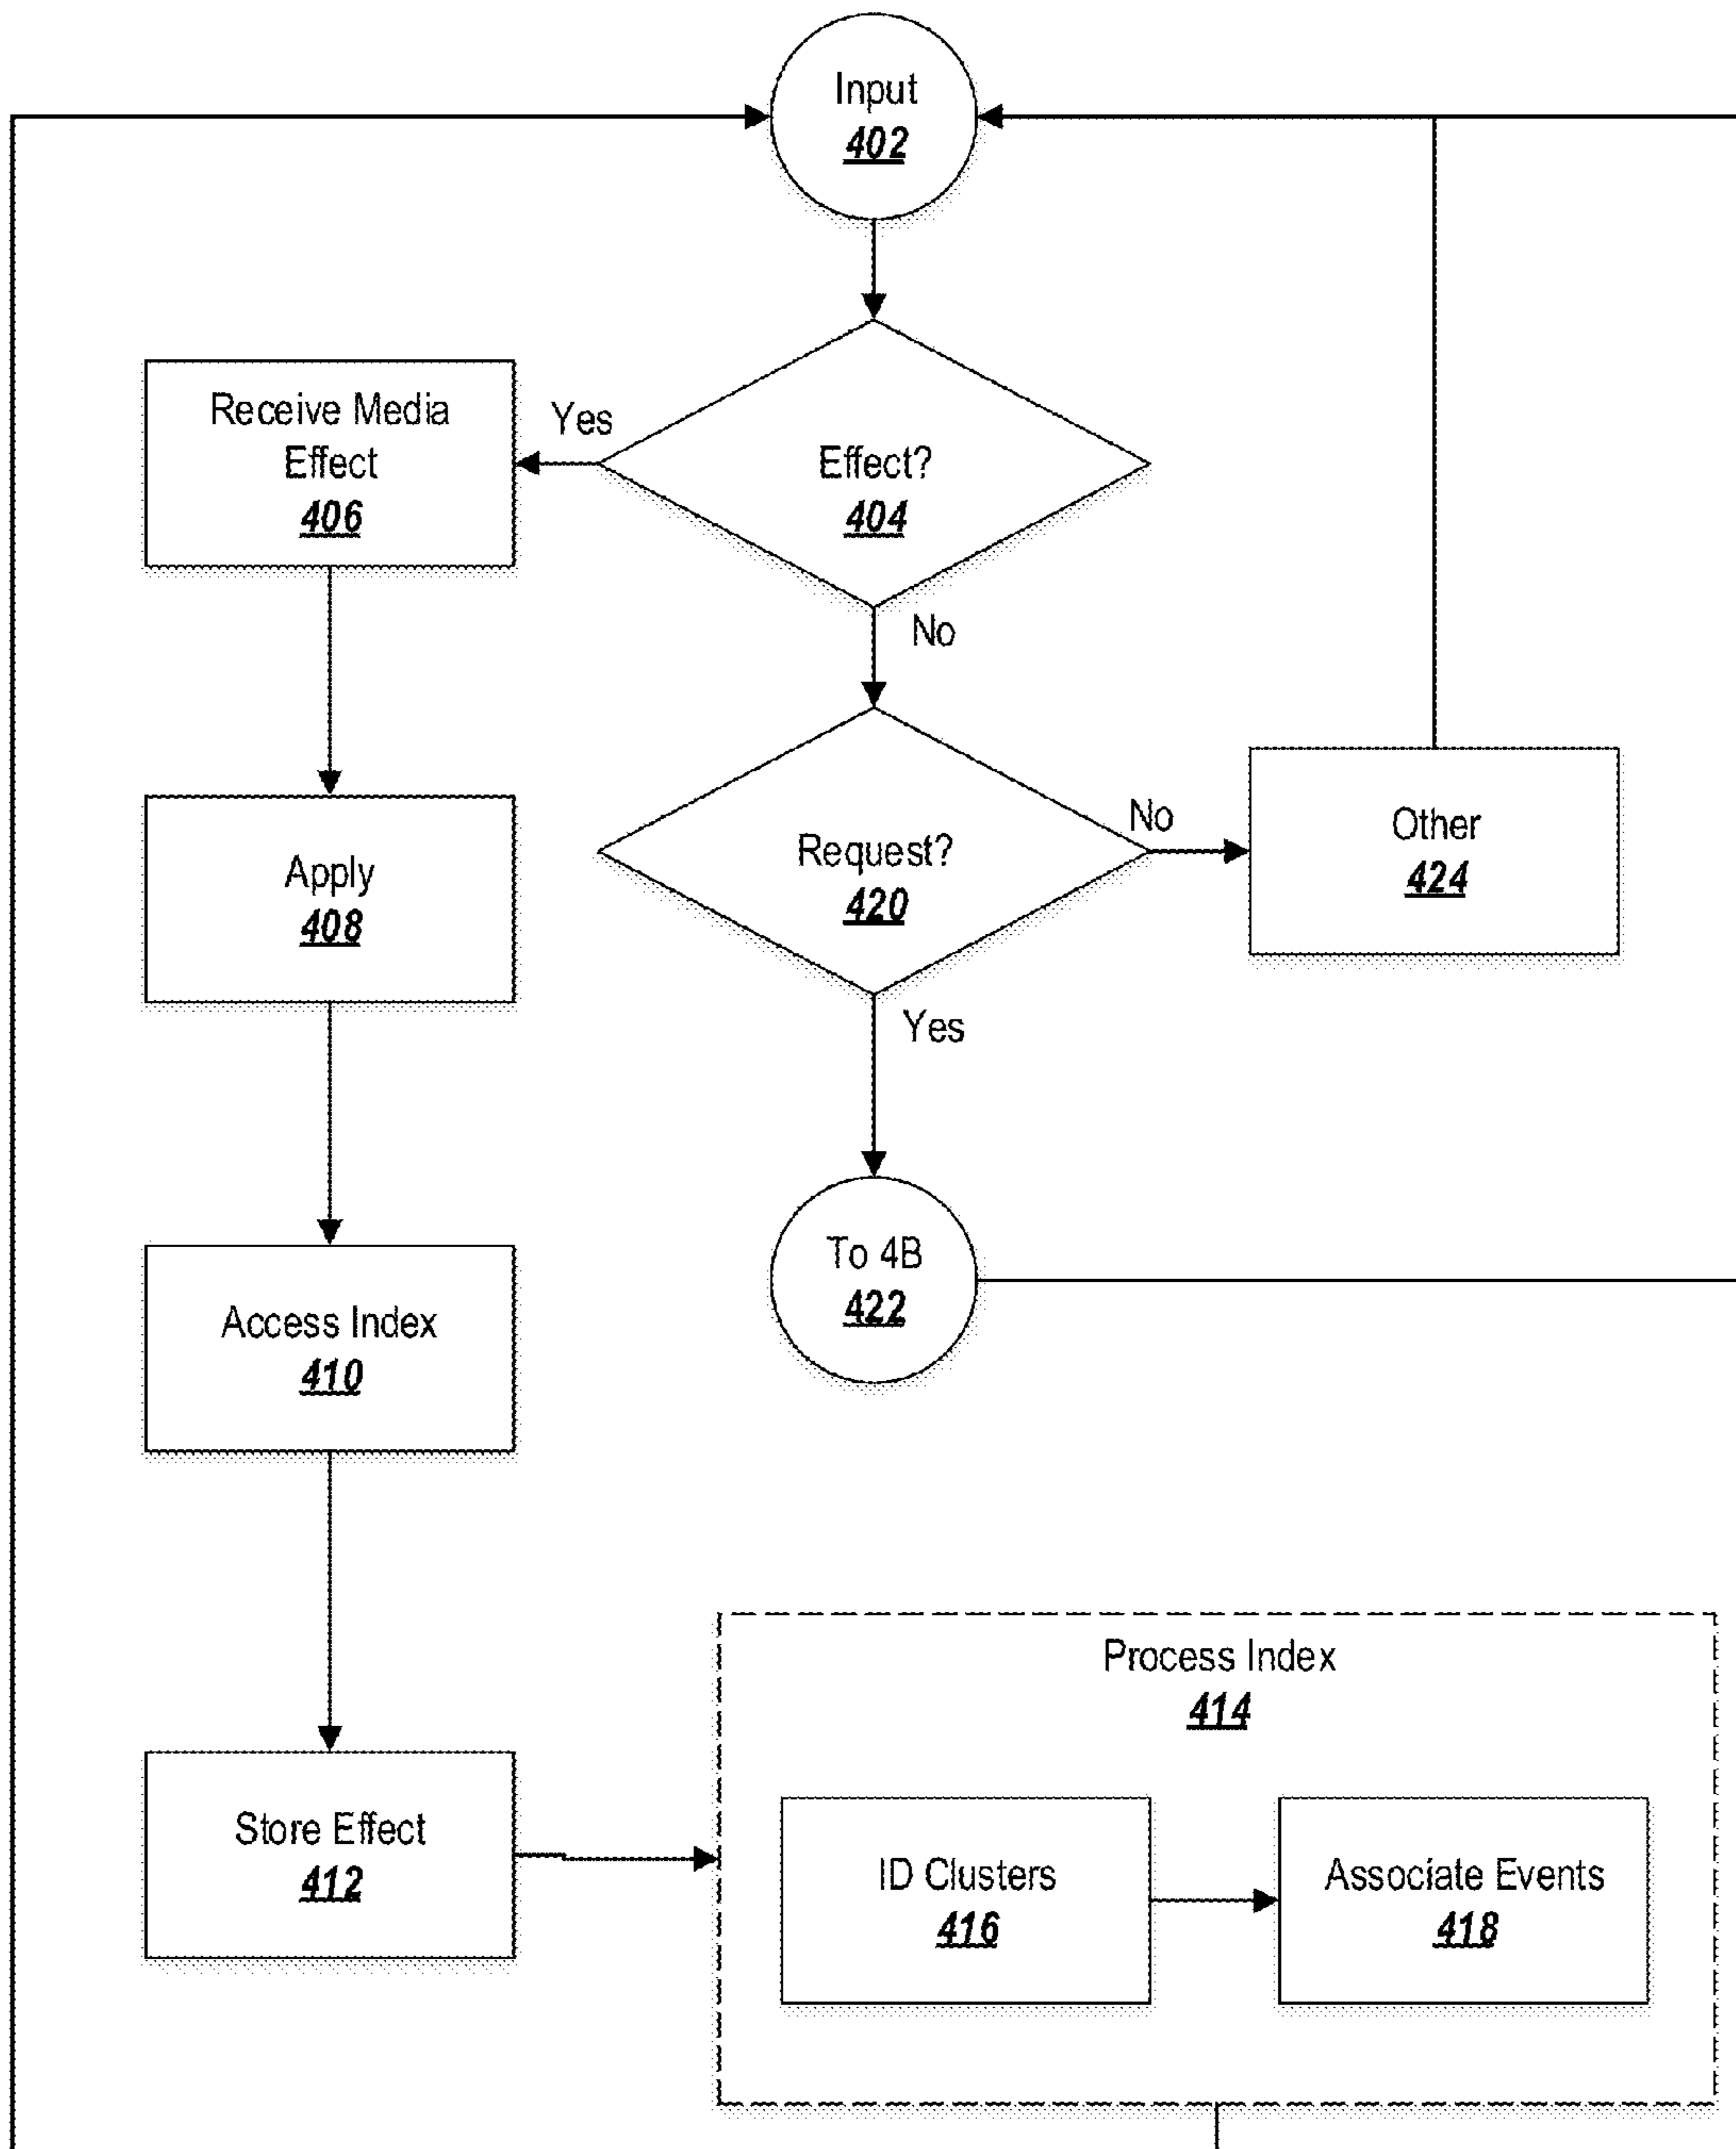 Input
402
Receive Media
Effect
406
Yes
Effect?
404
No
Apply
408
Request?
420
No
Other
424
Yes
Access Index
410
To 4B
422
Store Effect
412
Process Index
414
ID Clusters
416
Associate Events
418